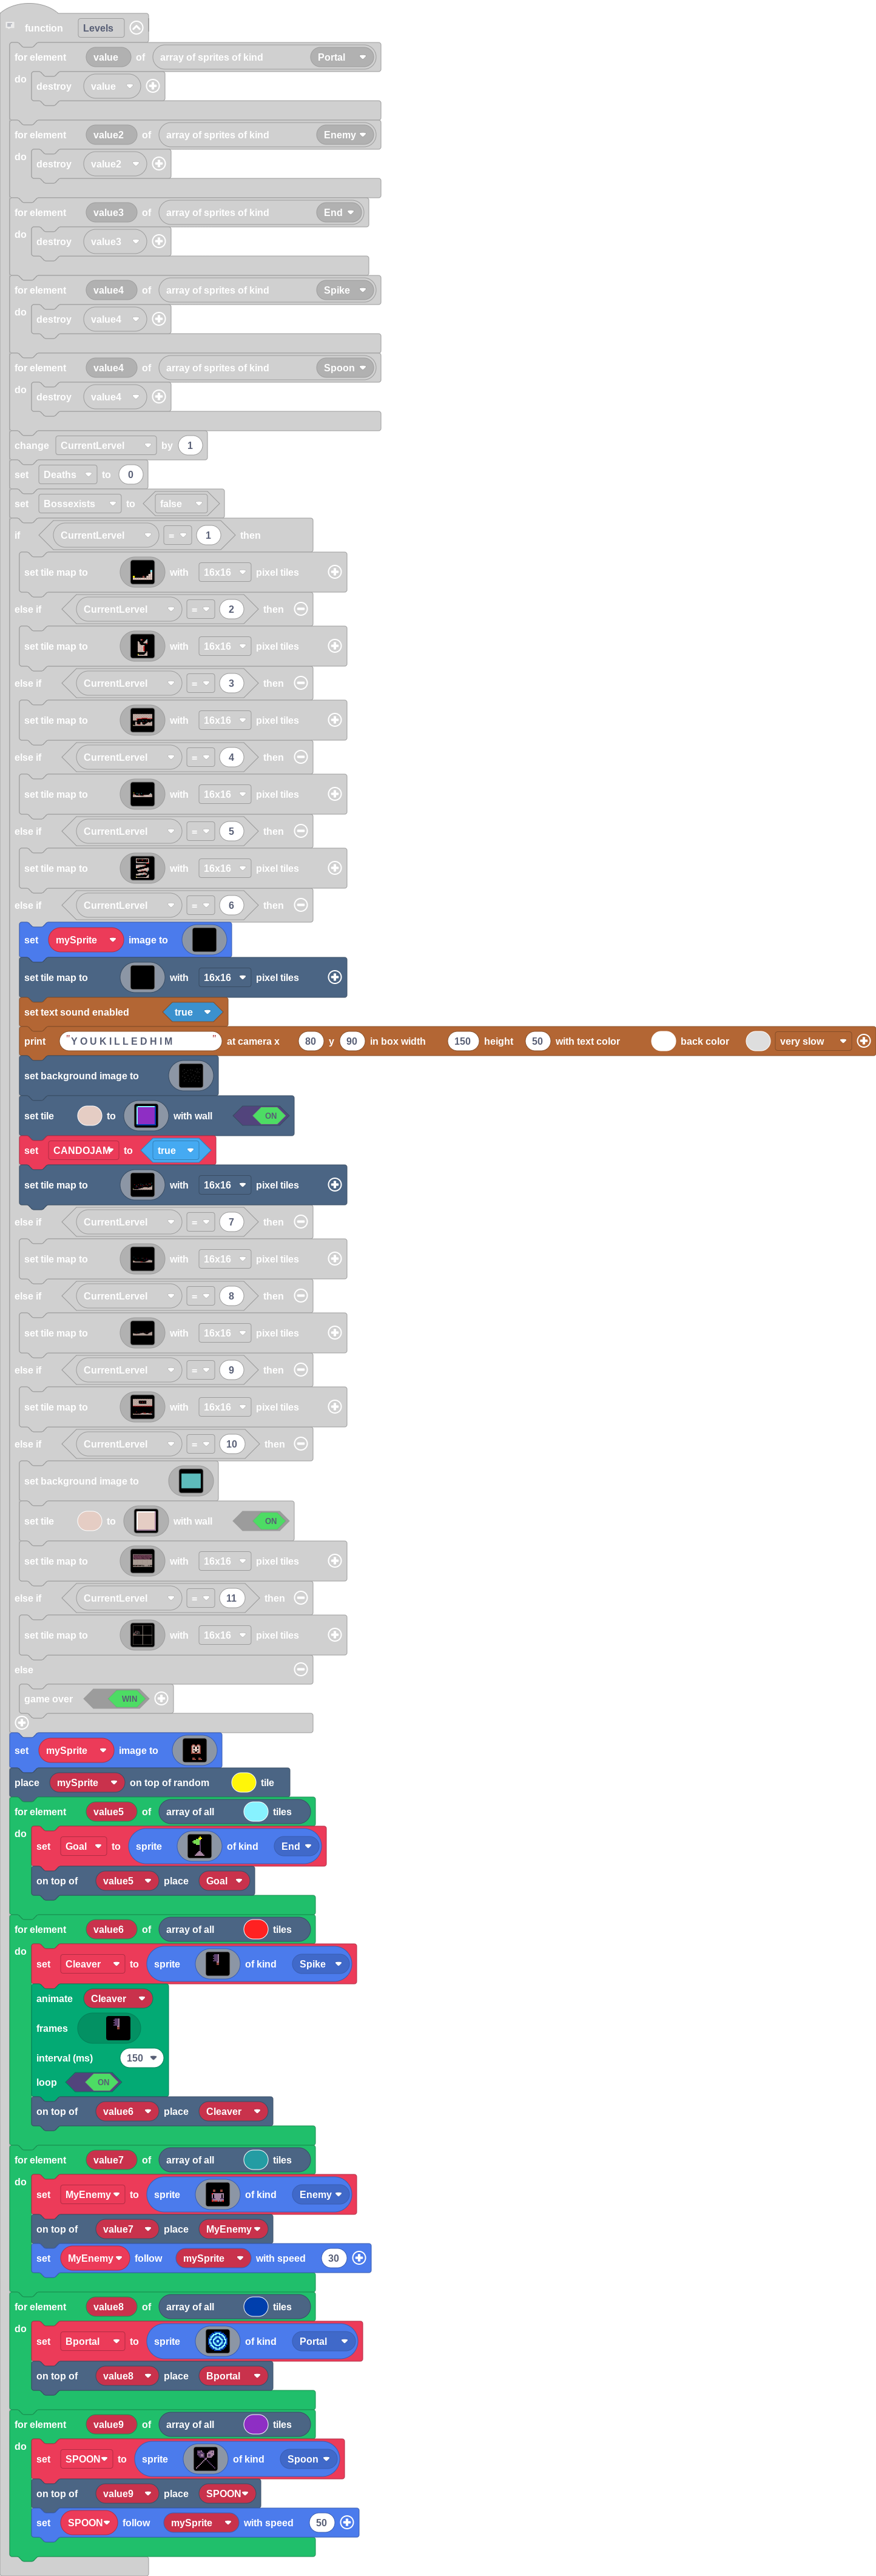 function Levels
for element value of array of sprites of kind Portal
do destroy value
for element value2 of array of sprites of kind Enemy
do destroy value2
for element value3 of array of sprites of kind End
do destroy value3
for element value4 of array of sprites of kind Spike
do destroy value4
for element value4 of array of sprites of kind Spoon
do destroy value4
change CurrentLervel by 1
set Deaths to 0
set Bossexists to false
if CurrentLervel = 1 then
set tile map to with 16x16 pixel tiles
else if CurrentLervel = 2 then
set tile map to with 16x16 pixel tiles
else if CurrentLervel = 3 then
set tile map to with 16x16 pixel tiles
else if CurrentLervel = 4 then
set tile map to with 16x16 pixel tiles
else if CurrentLervel = 5 then
set tile map to with 16x16 pixel tiles
else if CurrentLervel = 6 then
set mySprite image to
set tile map to with 16x16 pixel tiles
set text sound enabled true
print "Y O U K I L L E D H I M " at camera x 80 y 90 in box width 150 height 50 with text color back color very slow
set background image to
set tile to with wall ON
set CANDOJAM to true
set tile map to with 16x16 pixel tiles
else if CurrentLervel = 7 then
set tile map to with 16x16 pixel tiles
else if CurrentLervel = 8 then
set tile map to with 16x16 pixel tiles
else if CurrentLervel = 9 then
set tile map to with 16x16 pixel tiles
else if CurrentLervel = 10 then
set background image to
set tile to with wall ON
set tile map to with 16x16 pixel tiles
else if CurrentLervel = 11 then
set tile map to with 16x16 pixel tiles
else
game over WIN
set mySprite image to
place mySprite on top of random tile
for element value5 of array of all tiles
do set Goal to sprite of kind End
on top of value5 place Goal
for element value6 of array of all tiles
do set Cleaver to sprite of kind Spike
animate Cleaver
frames
interval (ms) 150
loop ON
on top of value6 place Cleaver
for element value7 of array of all tiles
do set MyEnemy to sprite of kind Enemy
on top of value7 place MyEnemy
set MyEnemy follow mySprite with speed 30
for element value8 of array of all tiles
do set Bportal to sprite of kind Portal
on top of value8 place Bportal
for element value9 of array of all tiles
do set SPOON to sprite of kind Spoon
on top of value9 place SPOON
set SPOON follow mySprite with speed 50